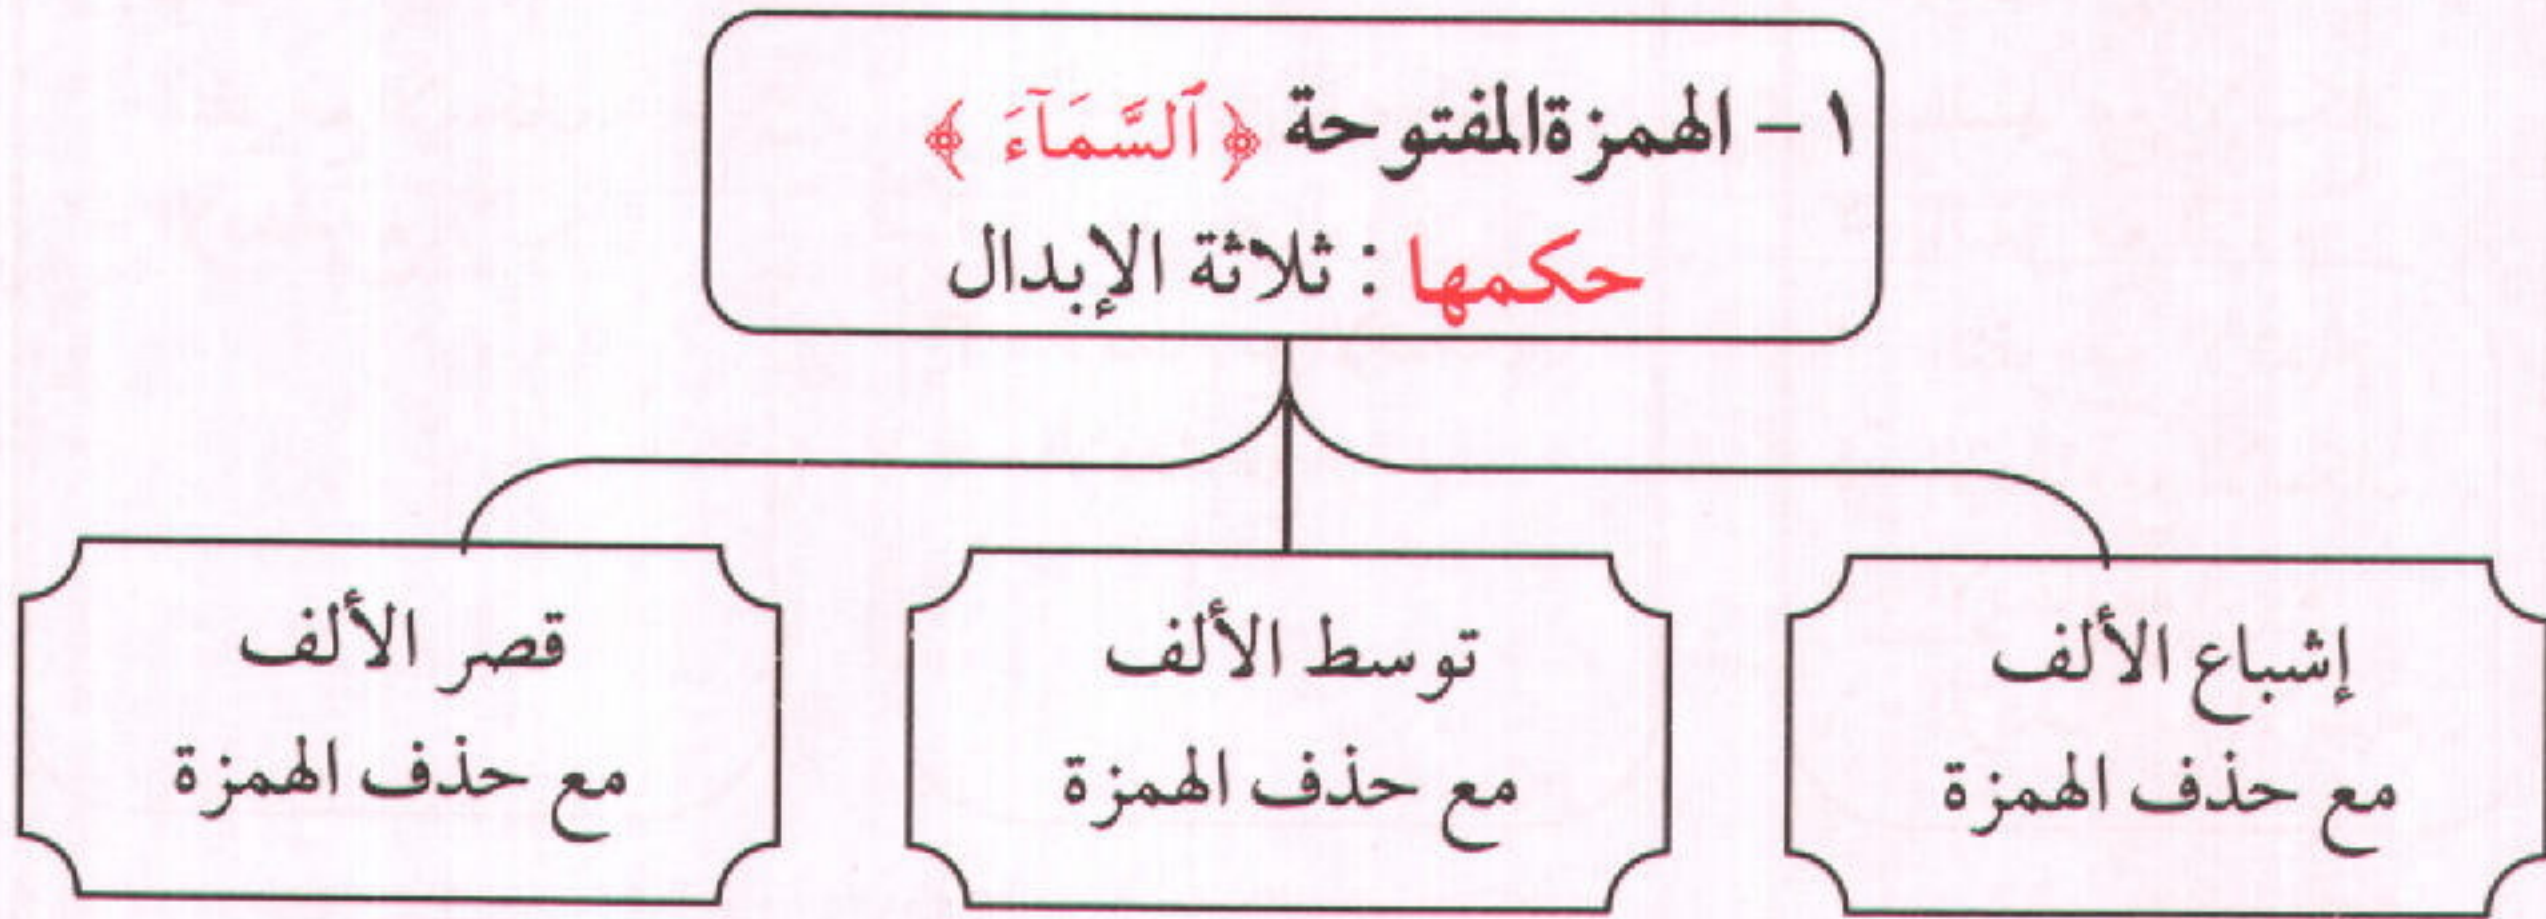 ١ - الهمزة المفتوحة ﴿ ٱلسَّمَآءَ ﴾
حكمها : ثلاثة الإبدال
إشباع الألف
مع حذف الهمزة
توسط الألف
مع حذف الهمزة
قصر الألف
مع حذف الهمزة